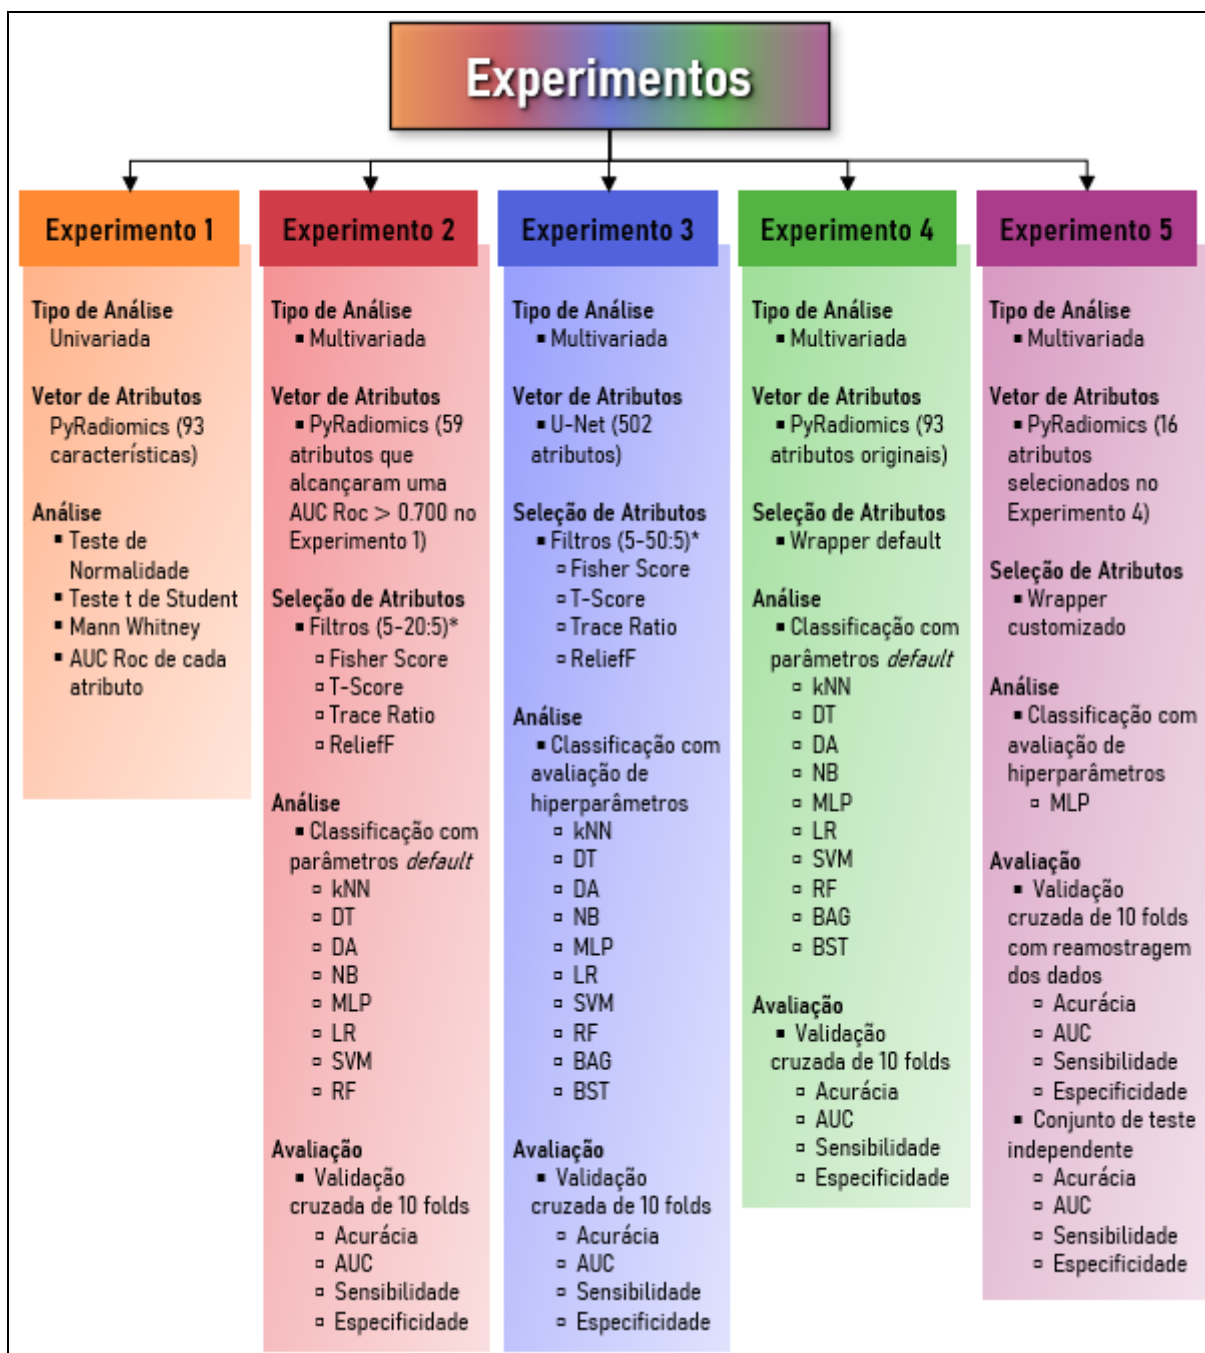 Experimentos
Experimento 1
Tipo de Análise
Univariada
Vetor de Atributos
PyRadiomics (93
características)
Análise
▪ Teste de
Normalidade
▪ Teste t de Student
▪ Mann Whitney
▪ AUC Roc de cada
atributo
Experimento 2
Tipo de Análise
▪ Multivariada
Vetor de Atributos
▪ PyRadiomics (59
atributos que
alcançaram uma
AUC Roc > 0.700 no
Experimento 1)
Seleção de Atributos
▪ Filtros (5-20:5)*
▫ Fisher Score
▫ T-Score
▫ Trace Ratio
▫ ReliefF
Análise
▪ Classificação com
parâmetros default
▫ kNN
▫ DT
▫ DA
▫ NB
▫ MLP
▫ LR
▫ SVM
▫ RF
Avaliação
▪ Validação
cruzada de 10 folds
▫ Acurácia
▫ AUC
▫ Sensibilidade
▫ Especificidade
Experimento 3
Tipo de Análise
▪ Multivariada
Vetor de Atributos
▪ U-Net (502
atributos)
Seleção de Atributos
▪ Filtros (5-50:5)*
▫ Fisher Score
▫ T-Score
▫ Trace Ratio
▫ ReliefF
Análise
▪ Classificação com
avaliação de
hiperparâmetros
▫ kNN
▫ DT
▫ DA
▫ NB
▫ MLP
▫ LR
▫ SVM
▫ RF
▫ BAG
▫ BST
Avaliação
▪ Validação
cruzada de 10 folds
▫ Acurácia
▫ AUC
▫ Sensibilidade
▫ Especificidade
Experimento 4
Tipo de Análise
▪ Multivariada
Vetor de Atributos
▪ PyRadiomics (93
atributos originais)
Seleção de Atributos
▪ Wrapper default
Análise
▪ Classificação com
parâmetros default
▫ kNN
▫ DT
▫ DA
▫ NB
▫ MLP
▫ LR
▫ SVM
▫ RF
▫ BAG
▫ BST
Avaliação
▪ Validação
cruzada de 10 folds
▫ Acurácia
▫ AUC
▫ Sensibilidade
▫ Especificidade
Experimento 5
Tipo de Análise
▪ Multivariada
Vetor de Atributos
▪ PyRadiomics (16
atributos
selecionados no
Experimento 4)
Seleção de Atributos
▪ Wrapper
customizado
Análise
▪ Classificação com
avaliação de
hiperparâmetros
▫ MLP
Avaliação
▪ Validação
cruzada de 10 folds
com reamostragem
dos dados
▫ Acurácia
▫ AUC
▫ Sensibilidade
▫ Especificidade
▪ Conjunto de teste
independente
▫ Acurácia
▫ AUC
▫ Sensibilidade
▫ Especificidade